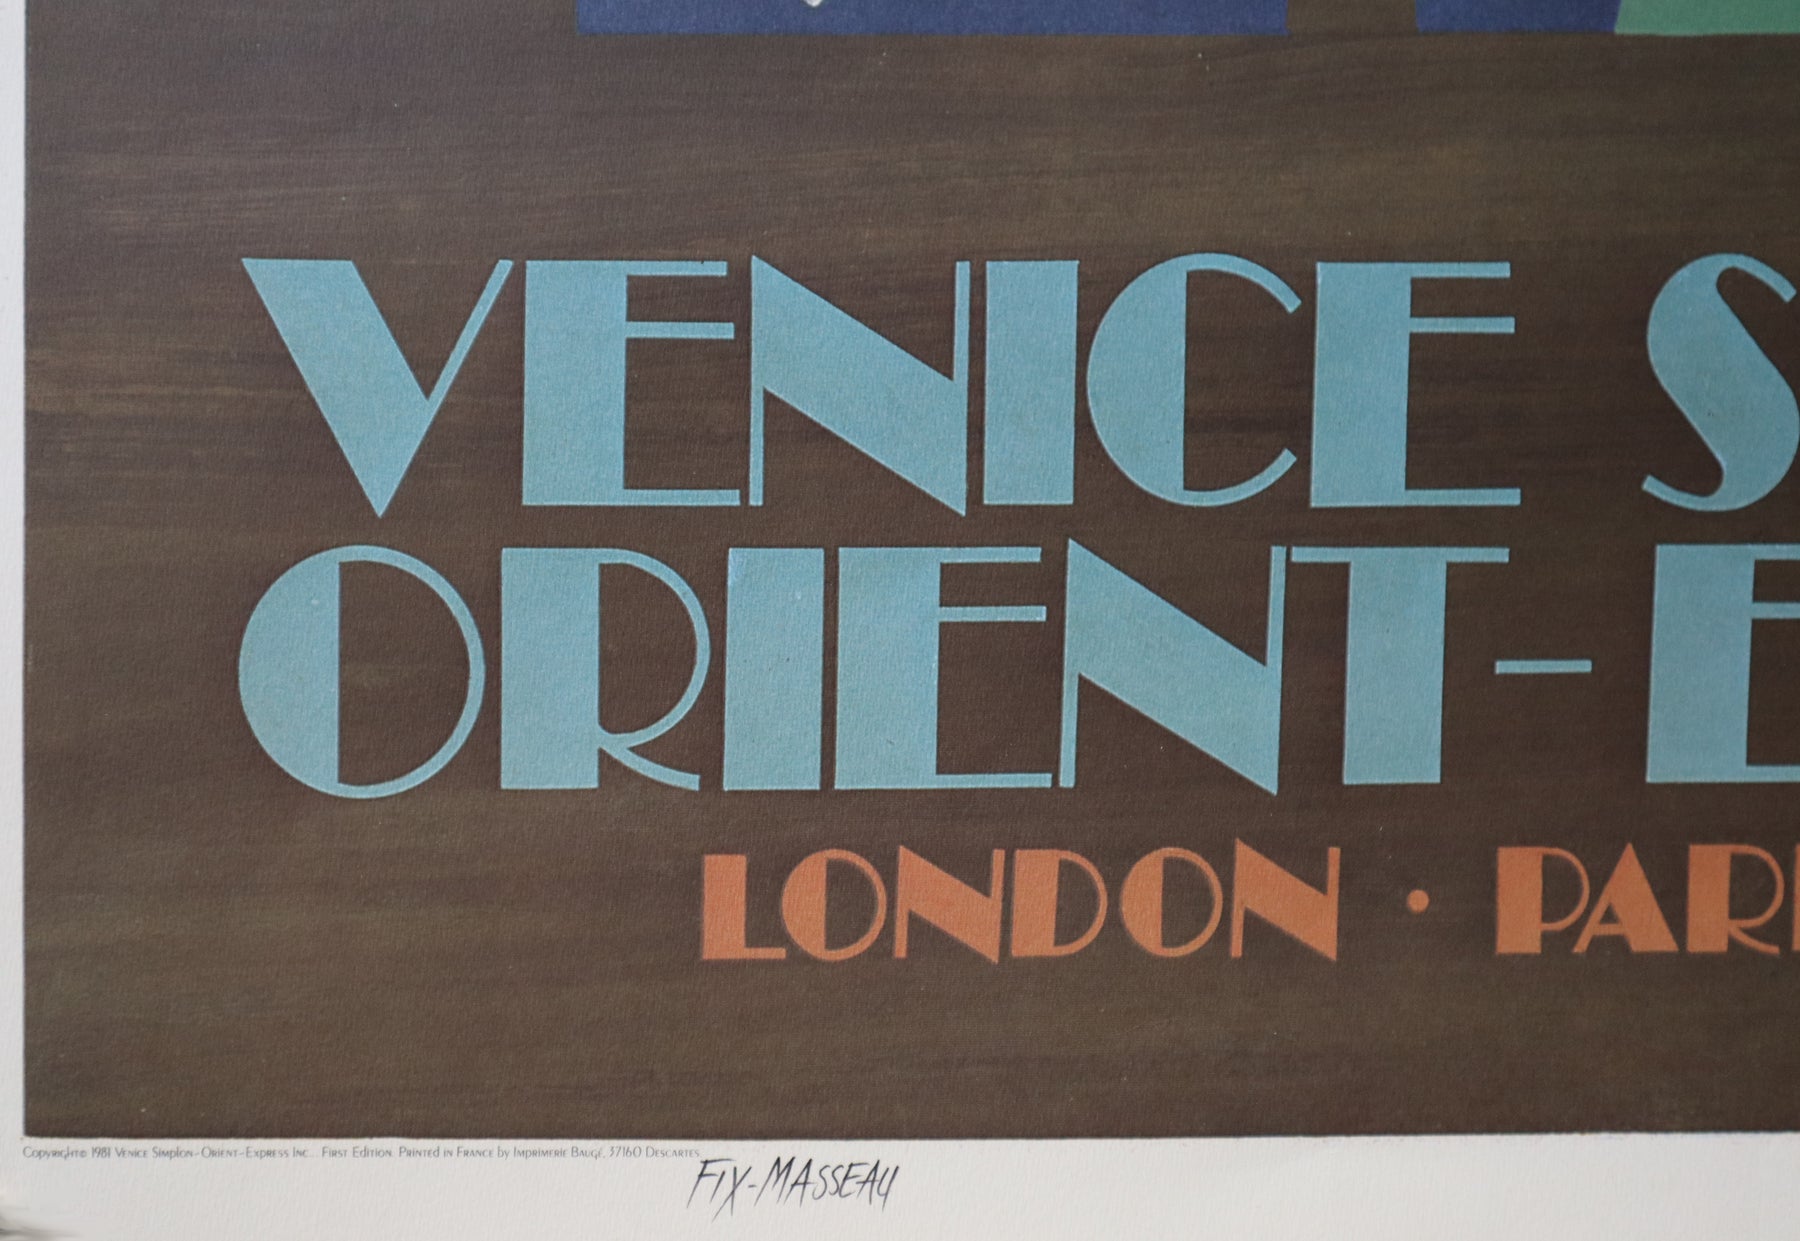 VENICE S
ORIENT-E
LONDON • PAR
Copyright© 1981 Venice Simplon-Orient-Express Inc... First Edition. Printed in France by Imprimerie Baugé, 37160 Descartes
FIX-MASSEAU